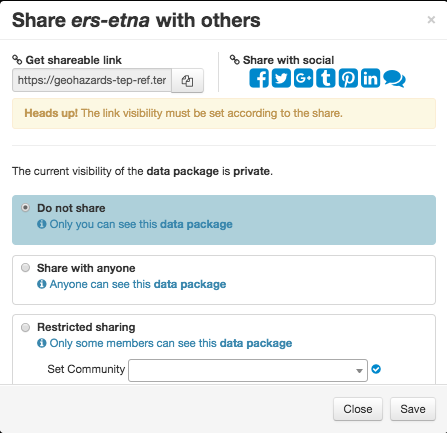 Share ers-etna with others
×
Get shareable link
Share with social
https://geohazards-tep-ref.ter
Heads up! The link visibility must be set according to the share.
The current visibility of the data package is private.
Do not share
Only you can see this data package
Share with anyone
Anyone can see this data package
Restricted sharing
Only some members can see this data package
Set Community
Close Save